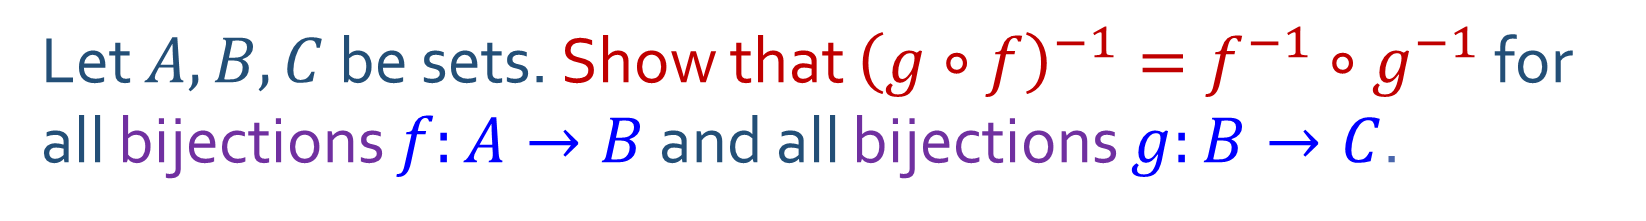 Let A, B, C be sets. Show that (g ∘ f)⁻¹ = f⁻¹ ∘ g⁻¹ for
all bijections f: A → B and all bijections g: B → C.